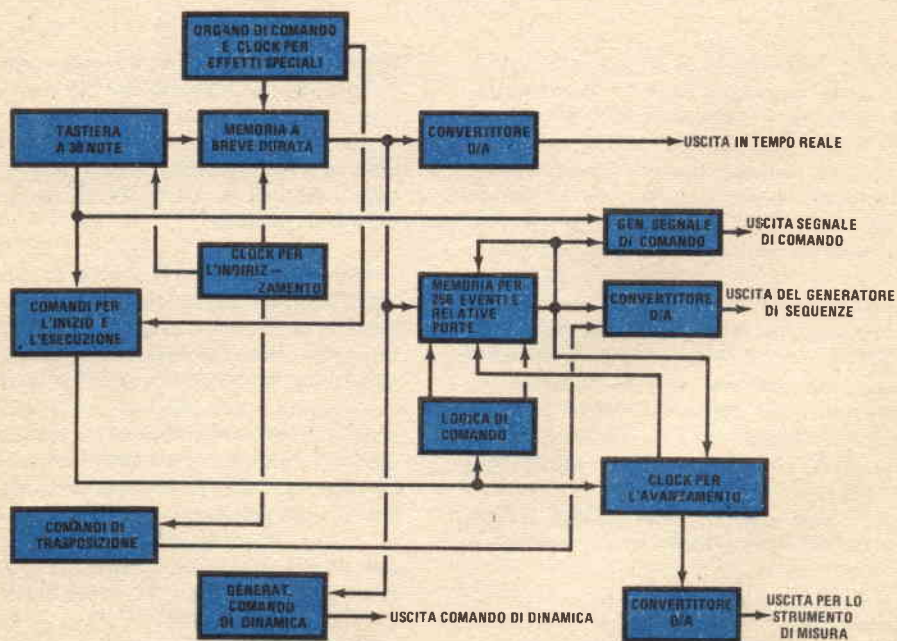 ORGANO DI COMANDO
E CLOCK PER
EFFETTI SPECIALI
TASTIERA
A 38 NOTE
MEMORIA A
BREVE DURATA
CONVERTITORE
D/A
USCITA IN TEMPO REALE
GEN. SEGNALE
DI COMANDO
USCITA SEGNALE
DI COMANDO
CLOCK PER
L'INDIRIZ-
ZAMENTO
COMANDI PER
L'INIZIO E
L'ESECUZIONE
MEMORIA PER
256 EVENTI E
RELATIVE
PORTE
CONVERTITORE
D/A
USCITA DEL GENERATORE
DI SEQUENZE
LOGICA DI
COMANDO
CLOCK PER
L'AVANZAMENTO
COMANDI DI
TRASPOSIZIONE
GENERAT.
COMANDO
DI DINAMICA
USCITA COMANDO DI DINAMICA
CONVERTITORE
D/A
USCITA PER LO
STRUMENTO
DI MISURA